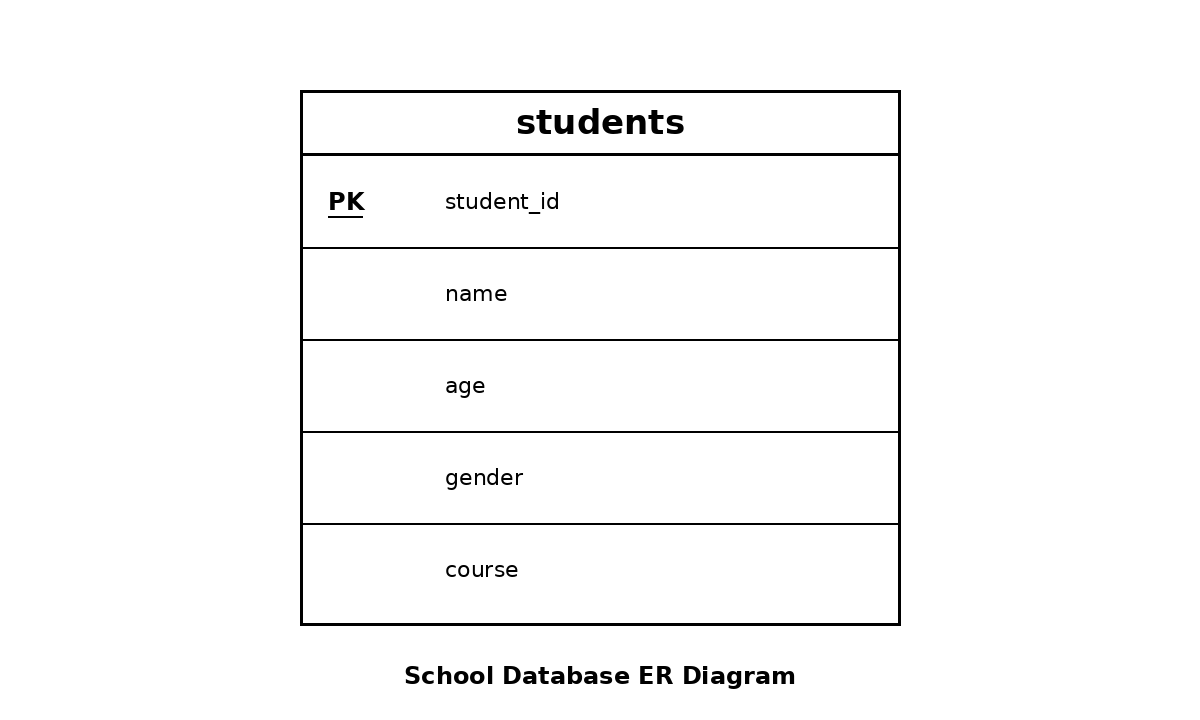 students
PK student_id
name
age
gender
course
School Database ER Diagram